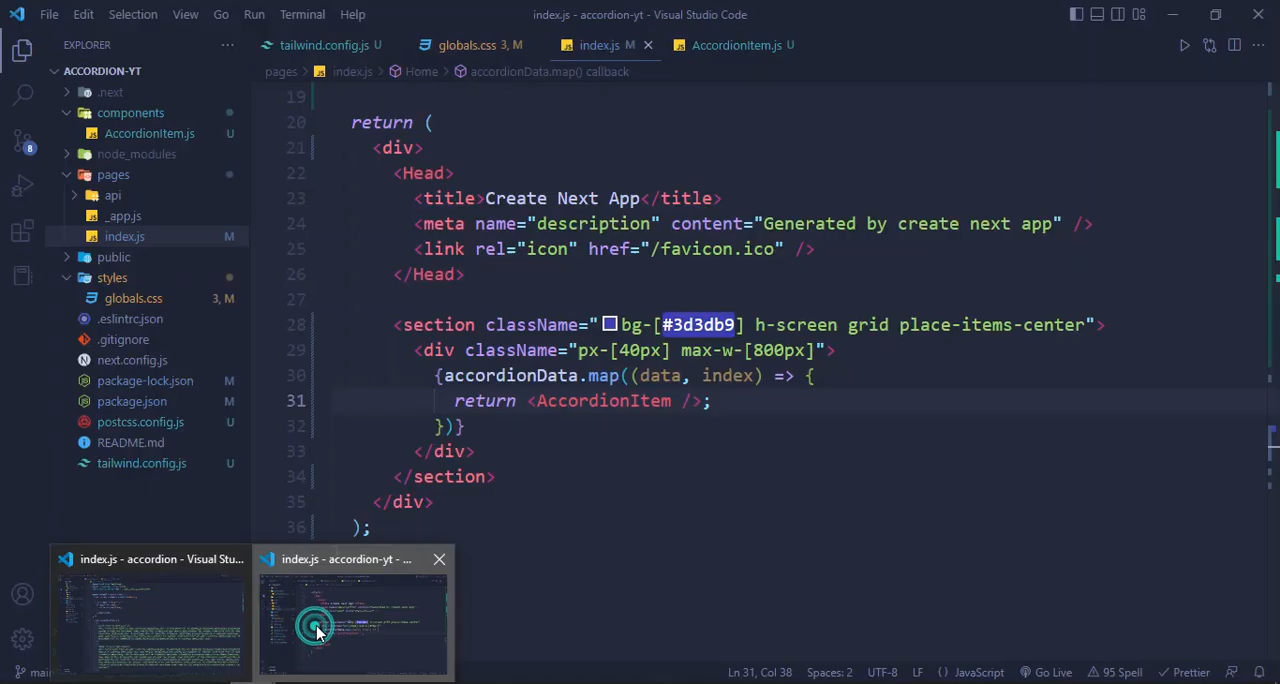 File Edit Selection View Go Run Terminal Help index.js - accordion-yt - Visual Studio Code
EXPLORER
tailwind.config.js U globals.css 3, M index.js M AccordionItem.js U
ACCORDION-YT
pages > index.js > Home > accordionData.map() callback
.next
components
AccordionItem.js U
node_modules
pages
api
_app.js
index.js M
public
styles
globals.css 3, M
.eslintrc.json
.gitignore
next.config.js
package-lock.json M
package.json M
postcss.config.js U
README.md
tailwind.config.js U
8
19
20 return (
21 <div>
22 <Head>
23 <title>Create Next App</title>
24 <meta name="description" content="Generated by create next app" />
25 <link rel="icon" href="/favicon.ico" />
26 </Head>
27
28 <section className="bg-[#3d3db9] h-screen grid place-items-center">
29 <div className="px-[40px] max-w-[800px]">
30 {accordionData.map((data, index) => {
31 return <AccordionItem />;
32 })}
33 </div>
34 </section>
35 </div>
36 );
index.js - accordion - Visual Stu... index.js - accordion-yt - ...
main Ln 31, Col 38 Spaces: 2 UTF-8 LF JavaScript Go Live 95 Spell Prettier